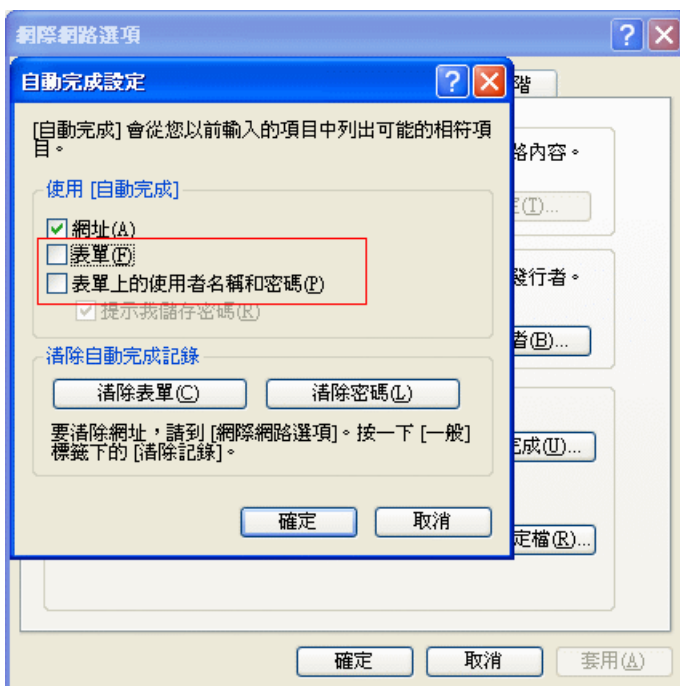 網際網路選項
自動完成設定
階
[自動完成] 會從您以前輸入的項目中列出可能的相符項
目。
路內容。
使用 [自動完成]
網址(A)
(I)...
表單(F)
表單上的使用者名稱和密碼(P)
發行者。
提示我儲存密碼(R)
者(B)...
清除自動完成記錄
清除表單(C)
清除密碼(L)
要清除網址，請到 [網際網路選項]。按一下 [一般]
標籤下的 [清除記錄]。
完成(U)...
確定
取消
定檔(R)...
確定
取消
套用(A)